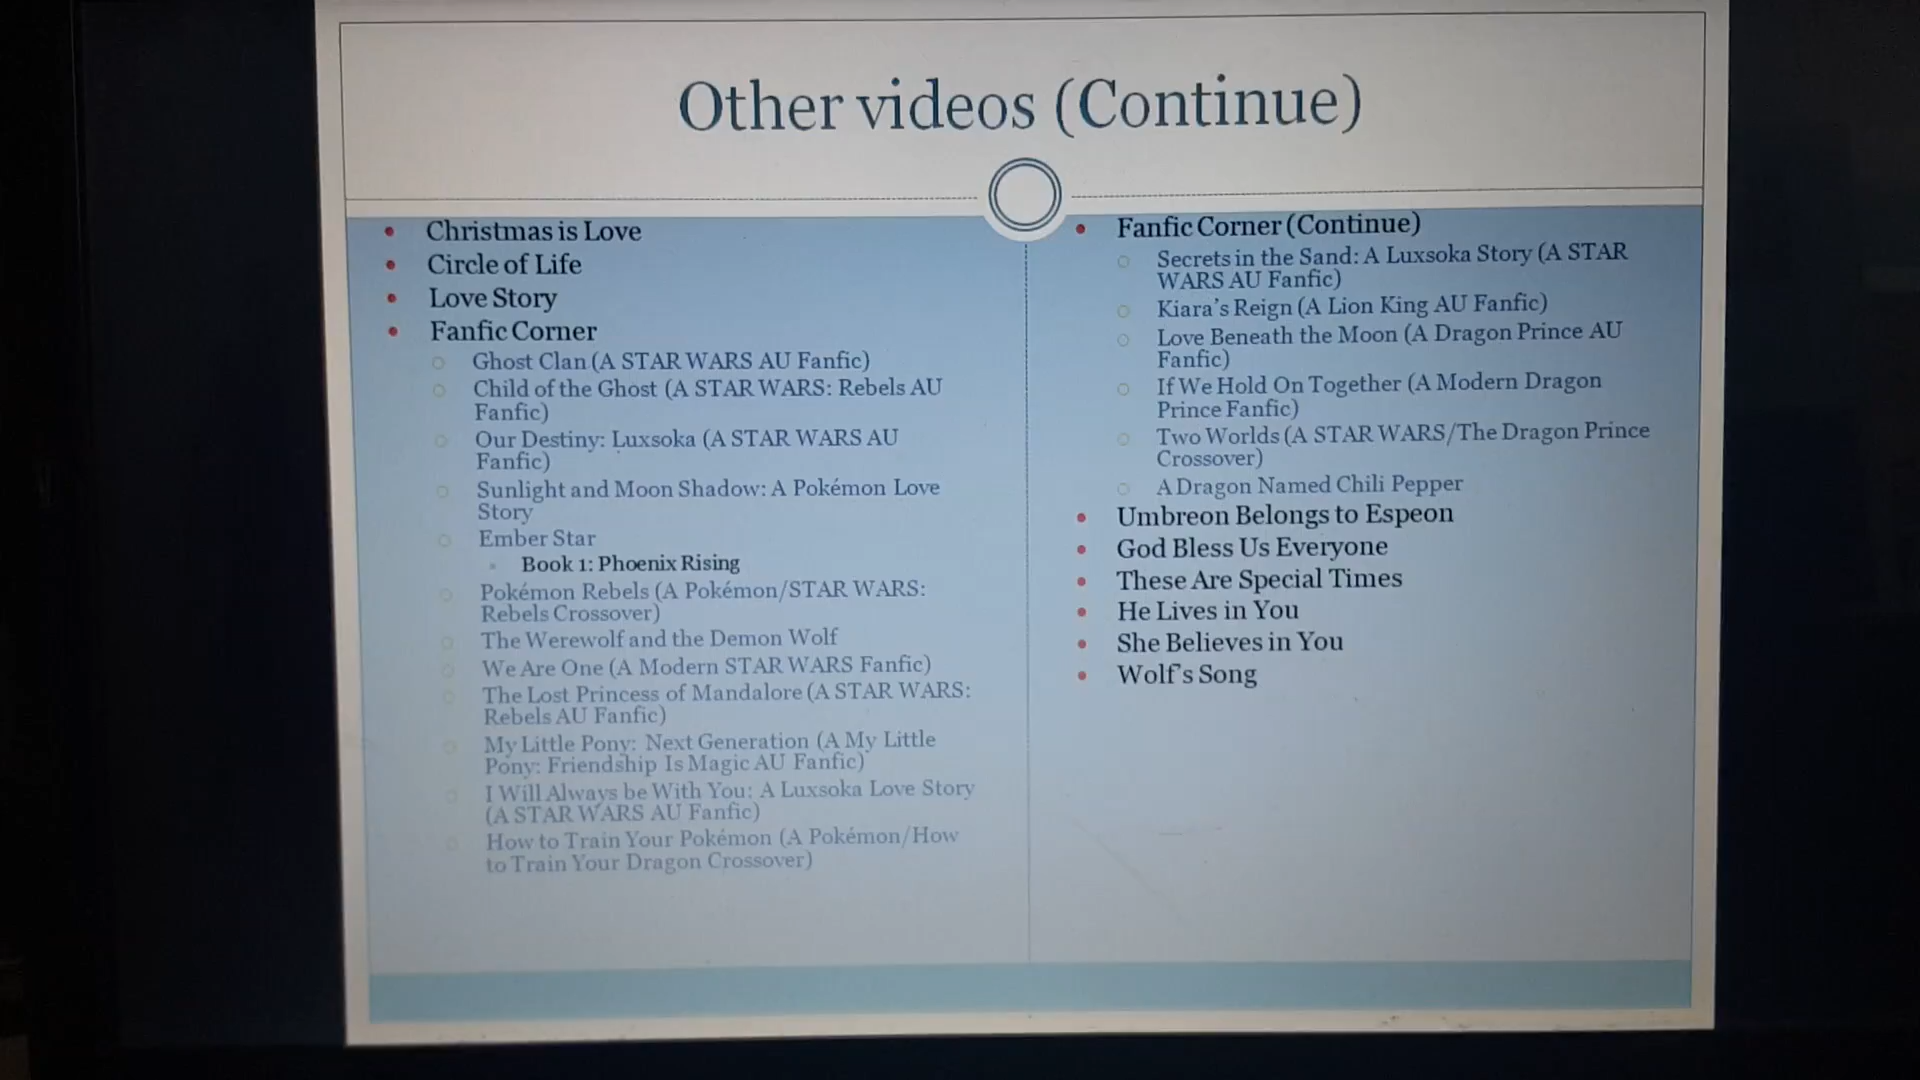 Other videos (Continue)
Christmas is Love
Circle of Life
Love Story
Fanfic Corner
Ghost Clan (A STAR WARS AU Fanfic)
Child of the Ghost (A STAR WARS: Rebels AU
Fanfic)
Our Destiny: Luxsoka (A STAR WARS AU
Fanfic)
Sunlight and Moon Shadow: A Pokémon Love
Story
Ember Star
Book 1: Phoenix Rising
Pokémon Rebels (A Pokémon/STAR WARS:
Rebels Crossover)
The Werewolf and the Demon Wolf
We Are One (A Modern STAR WARS Fanfic)
The Lost Princess of Mandalore (A STAR WARS:
Rebels AU Fanfic)
My Little Pony: Next Generation (A My Little
Pony: Friendship Is Magic AU Fanfic)
I Will Always be With You: A Luxsoka Love Story
(A STAR WARS AU Fanfic)
How to Train Your Pokémon (A Pokémon/How
to Train Your Dragon Crossover)
Fanfic Corner (Continue)
Secrets in the Sand: A Luxsoka Story (A STAR
WARS AU Fanfic)
Kiara's Reign (A Lion King AU Fanfic)
Love Beneath the Moon (A Dragon Prince AU
Fanfic)
If We Hold On Together (A Modern Dragon
Prince Fanfic)
Two Worlds (A STAR WARS/The Dragon Prince
Crossover)
A Dragon Named Chili Pepper
Umbreon Belongs to Espeon
God Bless Us Everyone
These Are Special Times
He Lives in You
She Believes in You
Wolf's Song